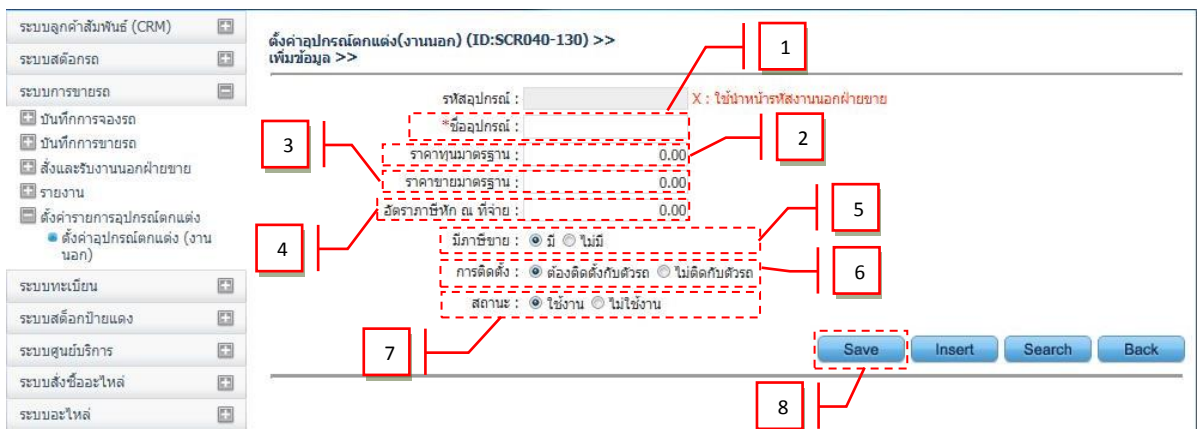 ระบบลูกค้าสัมพันธ์ (CRM)
ระบบสต๊อกรถ
ระบบการขายรถ
บันทึกการจองรถ
บันทึกการขายรถ
สั่งและรับงานนอกฝ่ายขาย
รายงาน
ตั้งค่ารายการอุปกรณ์ตกแต่ง
ตั้งค่าอุปกรณ์ตกแต่ง (งาน
นอก)
ระบบทะเบียน
ระบบสต็อกป้ายแดง
ระบบศูนย์บริการ
ระบบสั่งซื้ออะไหล่
ระบบอะไหล่
ตั้งค่าอุปกรณ์ตกแต่ง(งานนอก) (ID:SCR040-130) >>
เพิ่มข้อมูล >>
1
รหัสอุปกรณ์ : X : ใช้นำหน้ารหัสงานนอกฝ่ายขาย
*ชื่ออุปกรณ์ :
2
3
ราคาทุนมาตรฐาน : 0.00
ราคาขายมาตรฐาน : 0.00
อัตราภาษีหัก ณ ที่จ่าย : 0.00
5
4
มีภาษีขาย : มี ไม่มี
การติดตั้ง : ต้องติดตั้งกับตัวรถ ไม่ติดกับตัวรถ
6
สถานะ : ใช้งาน ไม่ใช้งาน
7
Save Insert Search Back
8